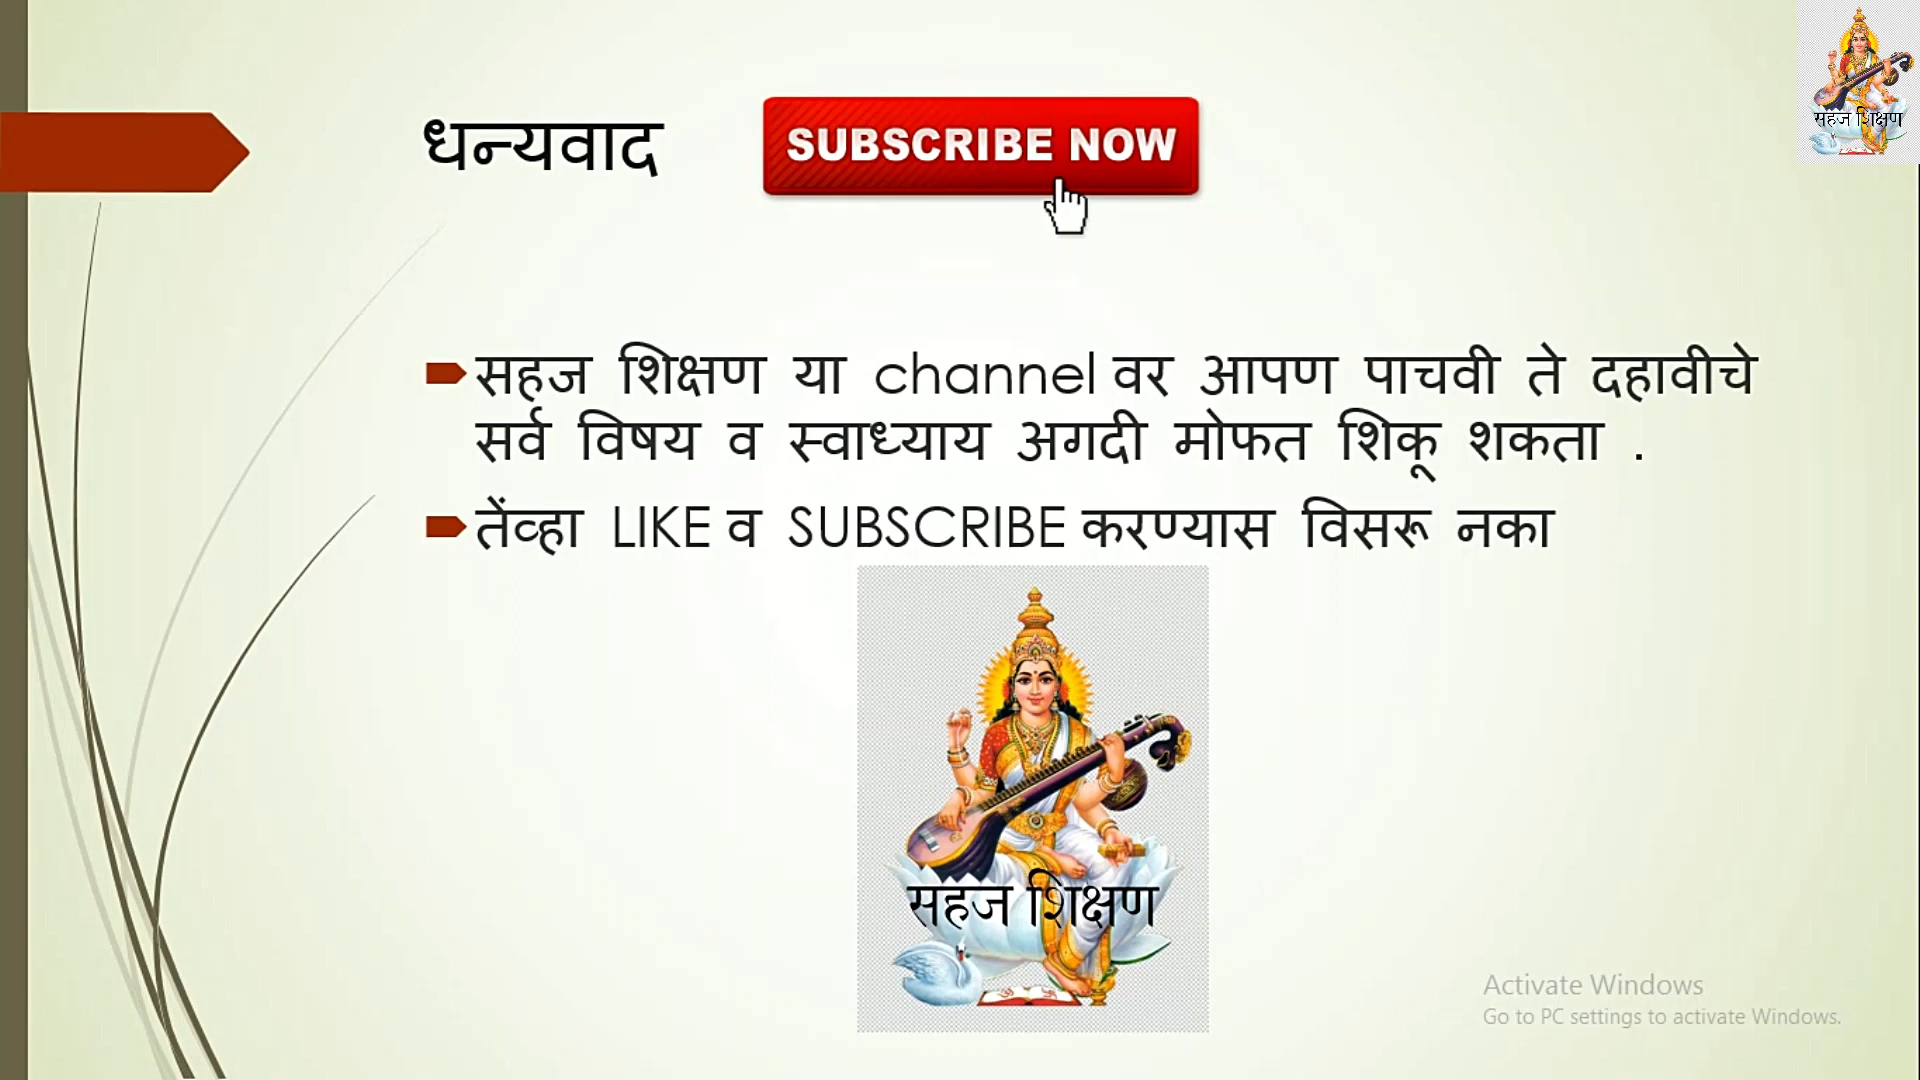 सहज शिक्षण
धन्यवाद
SUBSCRIBE NOW
सहज शिक्षण या channel वर आपण पाचवी ते दहावीचे
सर्व विषय व स्वाध्याय अगदी मोफत शिकू शकता .
तेंव्हा LIKE व SUBSCRIBE करण्यास विसरू नका
सहज शिक्षण
Activate Windows
Go to PC settings to activate Windows.